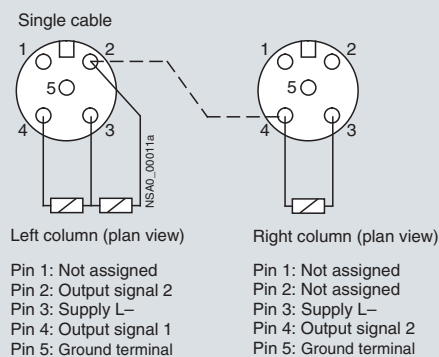 Single cable
1 2
5
4 3
NSA0_00011a
1 2
5
4 3
Left column (plan view)
Pin 1: Not assigned
Pin 2: Output signal 2
Pin 3: Supply L–
Pin 4: Output signal 1
Pin 5: Ground terminal
Right column (plan view)
Pin 1: Not assigned
Pin 2: Not assigned
Pin 3: Supply L–
Pin 4: Output signal 2
Pin 5: Ground terminal